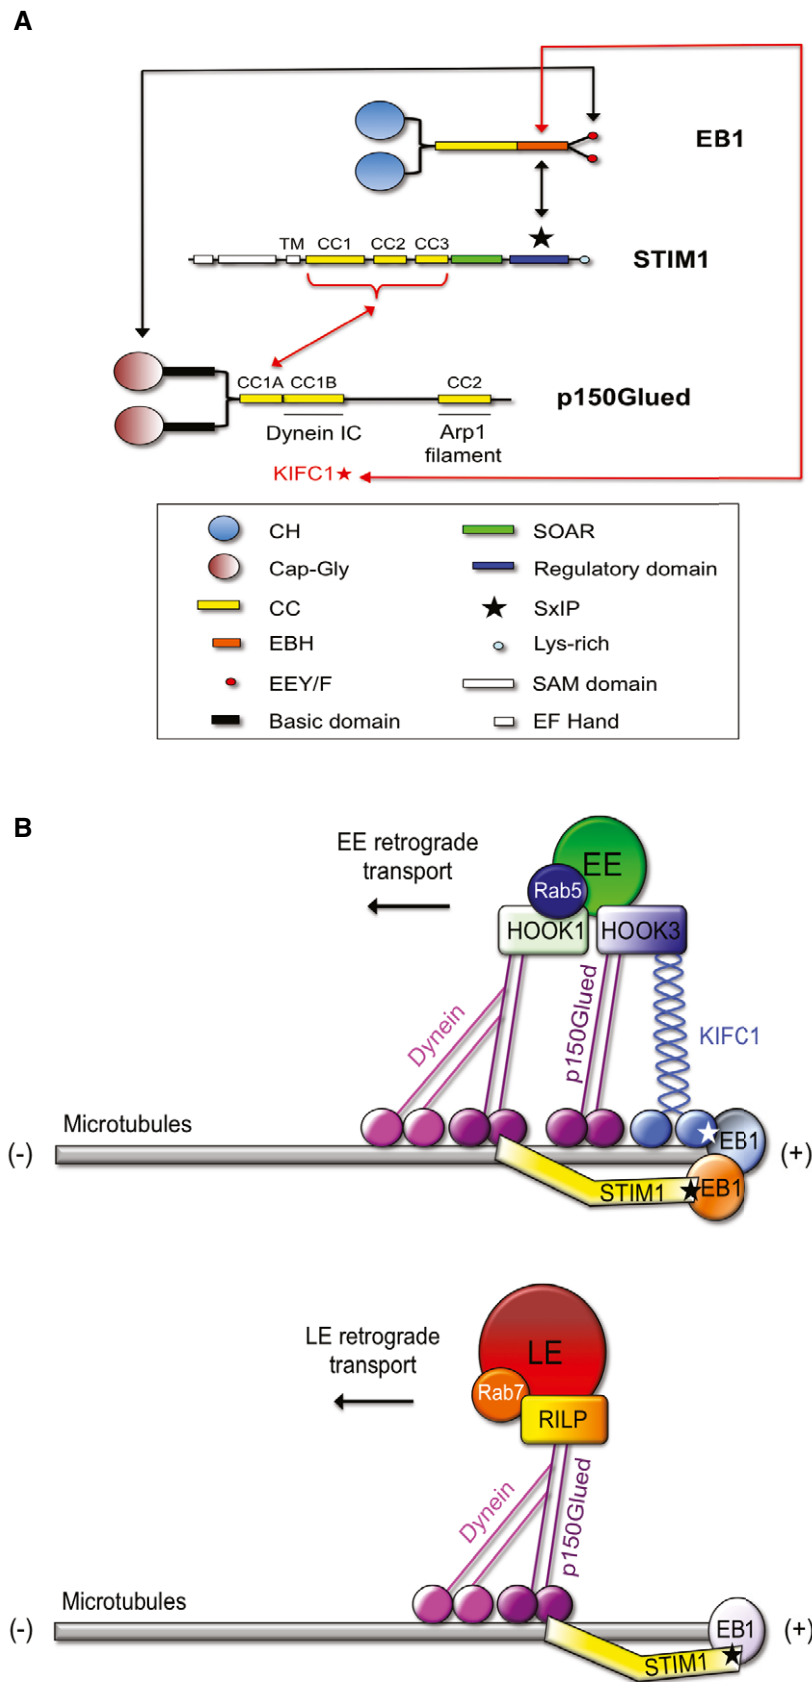 A
EB1
TM CC1 CC2 CC3
STIM1
CC1A CC1B CC2
p150Glued
Dynein IC
Arp1
filament
KIFC1★
CH
SOAR
Cap-Gly
Regulatory domain
CC
SxIP
EBH
Lys-rich
EEY/F
SAM domain
Basic domain
EF Hand
B
EE retrograde
transport
EE
Rab5
HOOK1
HOOK3
Dynein
p150Glued
KIFC1
Microtubules
(-)
EB1
(+)
STIM1
EB1
LE retrograde
transport
LE
Rab7
RILP
Dynein
p150Glued
Microtubules
(-)
EB1
(+)
STIM1